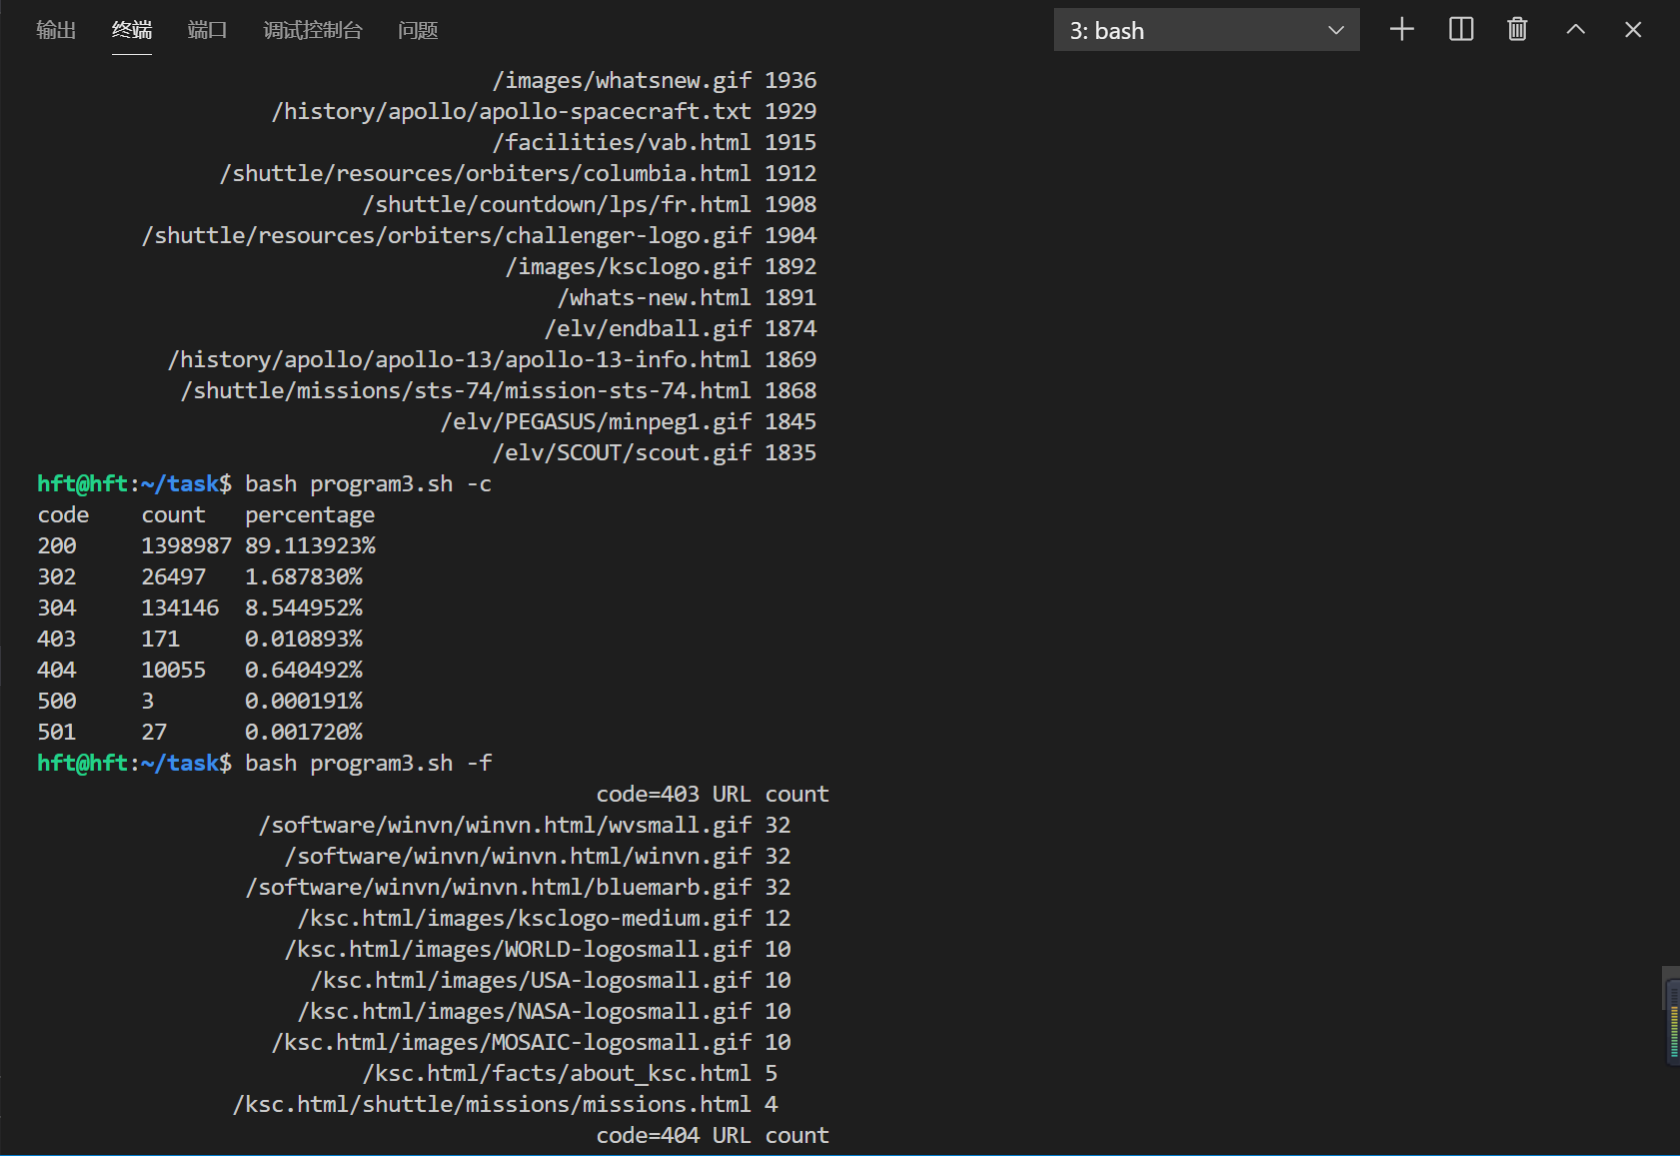 输出 终端 端口 调试控制台 问题 3: bash
/images/whatsnew.gif 1936
/history/apollo/apollo-spacecraft.txt 1929
/facilities/vab.html 1915
/shuttle/resources/orbiters/columbia.html 1912
/shuttle/countdown/lps/fr.html 1908
/shuttle/resources/orbiters/challenger-logo.gif 1904
/images/ksclogo.gif 1892
/whats-new.html 1891
/elv/endball.gif 1874
/history/apollo/apollo-13/apollo-13-info.html 1869
/shuttle/missions/sts-74/mission-sts-74.html 1868
/elv/PEGASUS/minpeg1.gif 1845
/elv/SCOUT/scout.gif 1835
hft@hft:~/task$ bash program3.sh -c
code count percentage
200 1398987 89.113923%
302 26497 1.687830%
304 134146 8.544952%
403 171 0.010893%
404 10055 0.640492%
500 3 0.000191%
501 27 0.001720%
hft@hft:~/task$ bash program3.sh -f
code=403 URL count
/software/winvn/winvn.html/wvsmall.gif 32
/software/winvn/winvn.html/winvn.gif 32
/software/winvn/winvn.html/bluemarb.gif 32
/ksc.html/images/ksclogo-medium.gif 12
/ksc.html/images/WORLD-logosmall.gif 10
/ksc.html/images/USA-logosmall.gif 10
/ksc.html/images/NASA-logosmall.gif 10
/ksc.html/images/MOSAIC-logosmall.gif 10
/ksc.html/facts/about_ksc.html 5
/ksc.html/shuttle/missions/missions.html 4
code=404 URL count